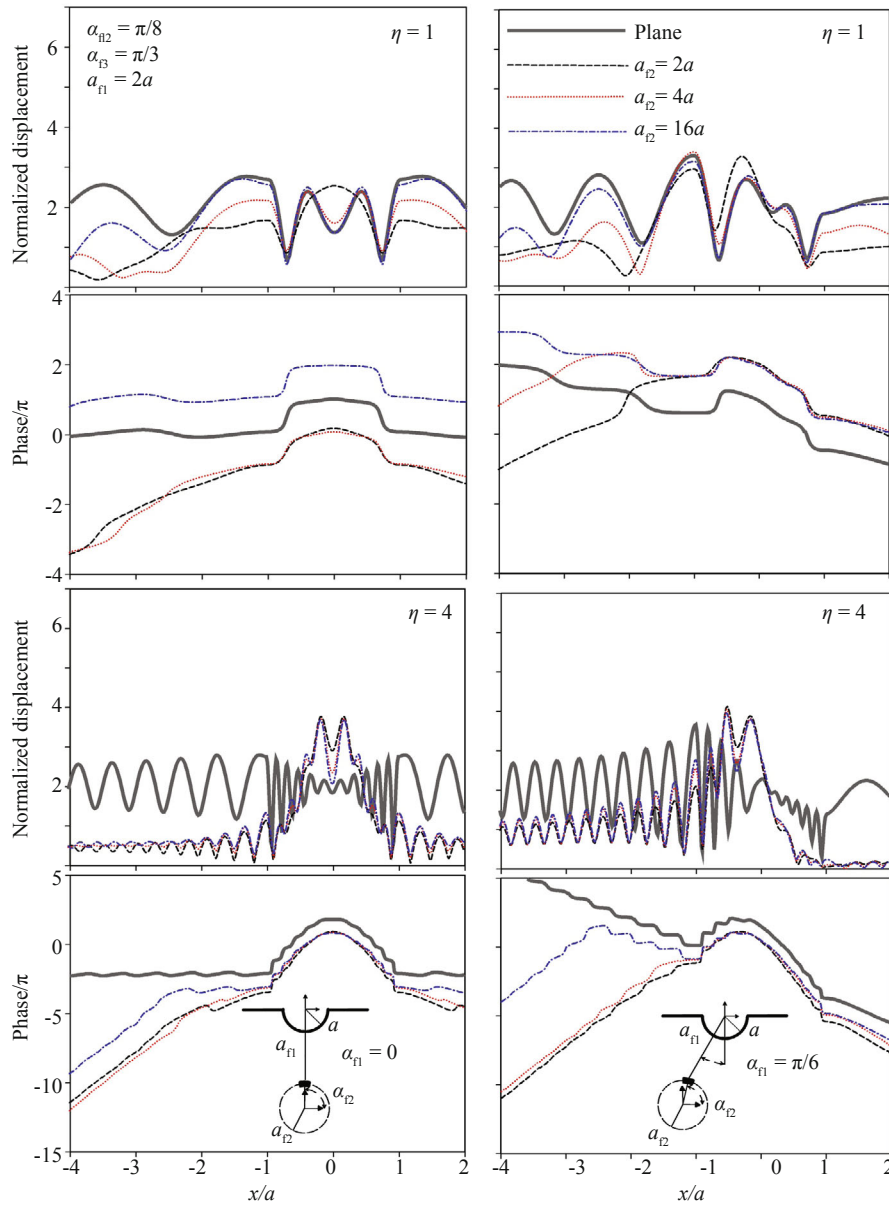 α_fl2 = π/8
α_f3 = π/3
a_f1 = 2a
η = 1
Normalized displacement
6
4
2
η = 1
Plane
a_f2 = 2a
a_f2 = 4a
a_f2 = 16a
Phase/π
4
2
0
-2
-4
Normalized displacement
6
4
2
η = 4
η = 4
Phase/π
5
0
-5
-10
-15
a
a_f1
α_f1 = 0
α_f2
a_f2
-4 -3 -2 -1 0 1 2
x/a
a
a_f1
α_f1 = π/6
α_f2
a_f2
-4 -3 -2 -1 0 1 2
x/a